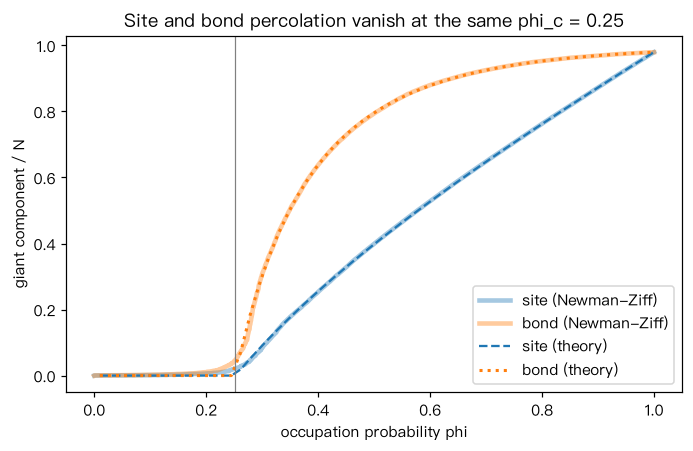 Site and bond percolation vanish at the same phi_c = 0.25
giant component / N
1.0
0.8
0.6
0.4
0.2
0.0
0.0 0.2 0.4 0.6 0.8 1.0
occupation probability phi
site (Newman–Ziff)
bond (Newman–Ziff)
site (theory)
bond (theory)